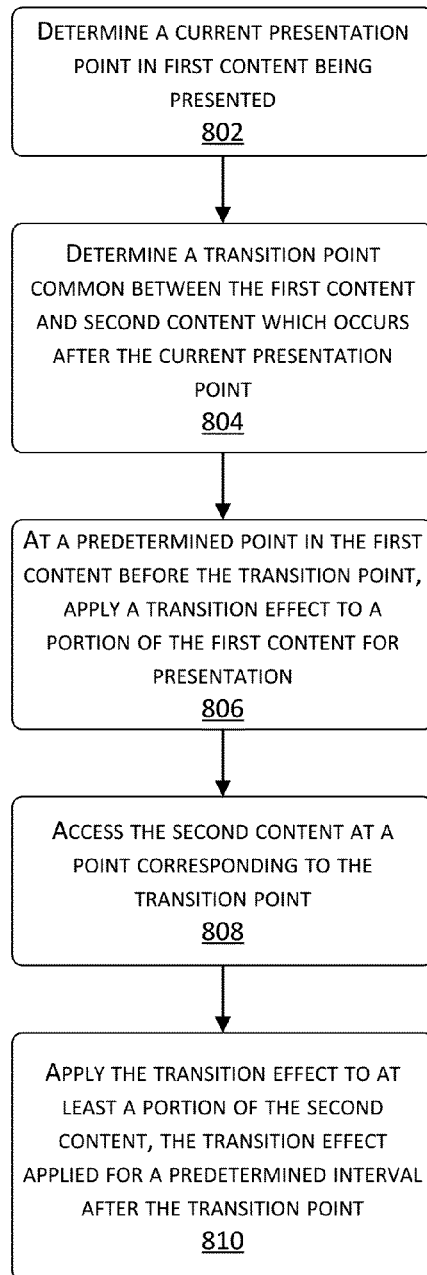 DETERMINE A CURRENT PRESENTATION
POINT IN FIRST CONTENT BEING
PRESENTED
802
DETERMINE A TRANSITION POINT
COMMON BETWEEN THE FIRST CONTENT
AND SECOND CONTENT WHICH OCCURS
AFTER THE CURRENT PRESENTATION
POINT
804
AT A PREDETERMINED POINT IN THE FIRST
CONTENT BEFORE THE TRANSITION POINT,
APPLY A TRANSITION EFFECT TO A
PORTION OF THE FIRST CONTENT FOR
PRESENTATION
806
ACCESS THE SECOND CONTENT AT A
POINT CORRESPONDING TO THE
TRANSITION POINT
808
APPLY THE TRANSITION EFFECT TO AT
LEAST A PORTION OF THE SECOND
CONTENT, THE TRANSITION EFFECT
APPLIED FOR A PREDETERMINED INTERVAL
AFTER THE TRANSITION POINT
810